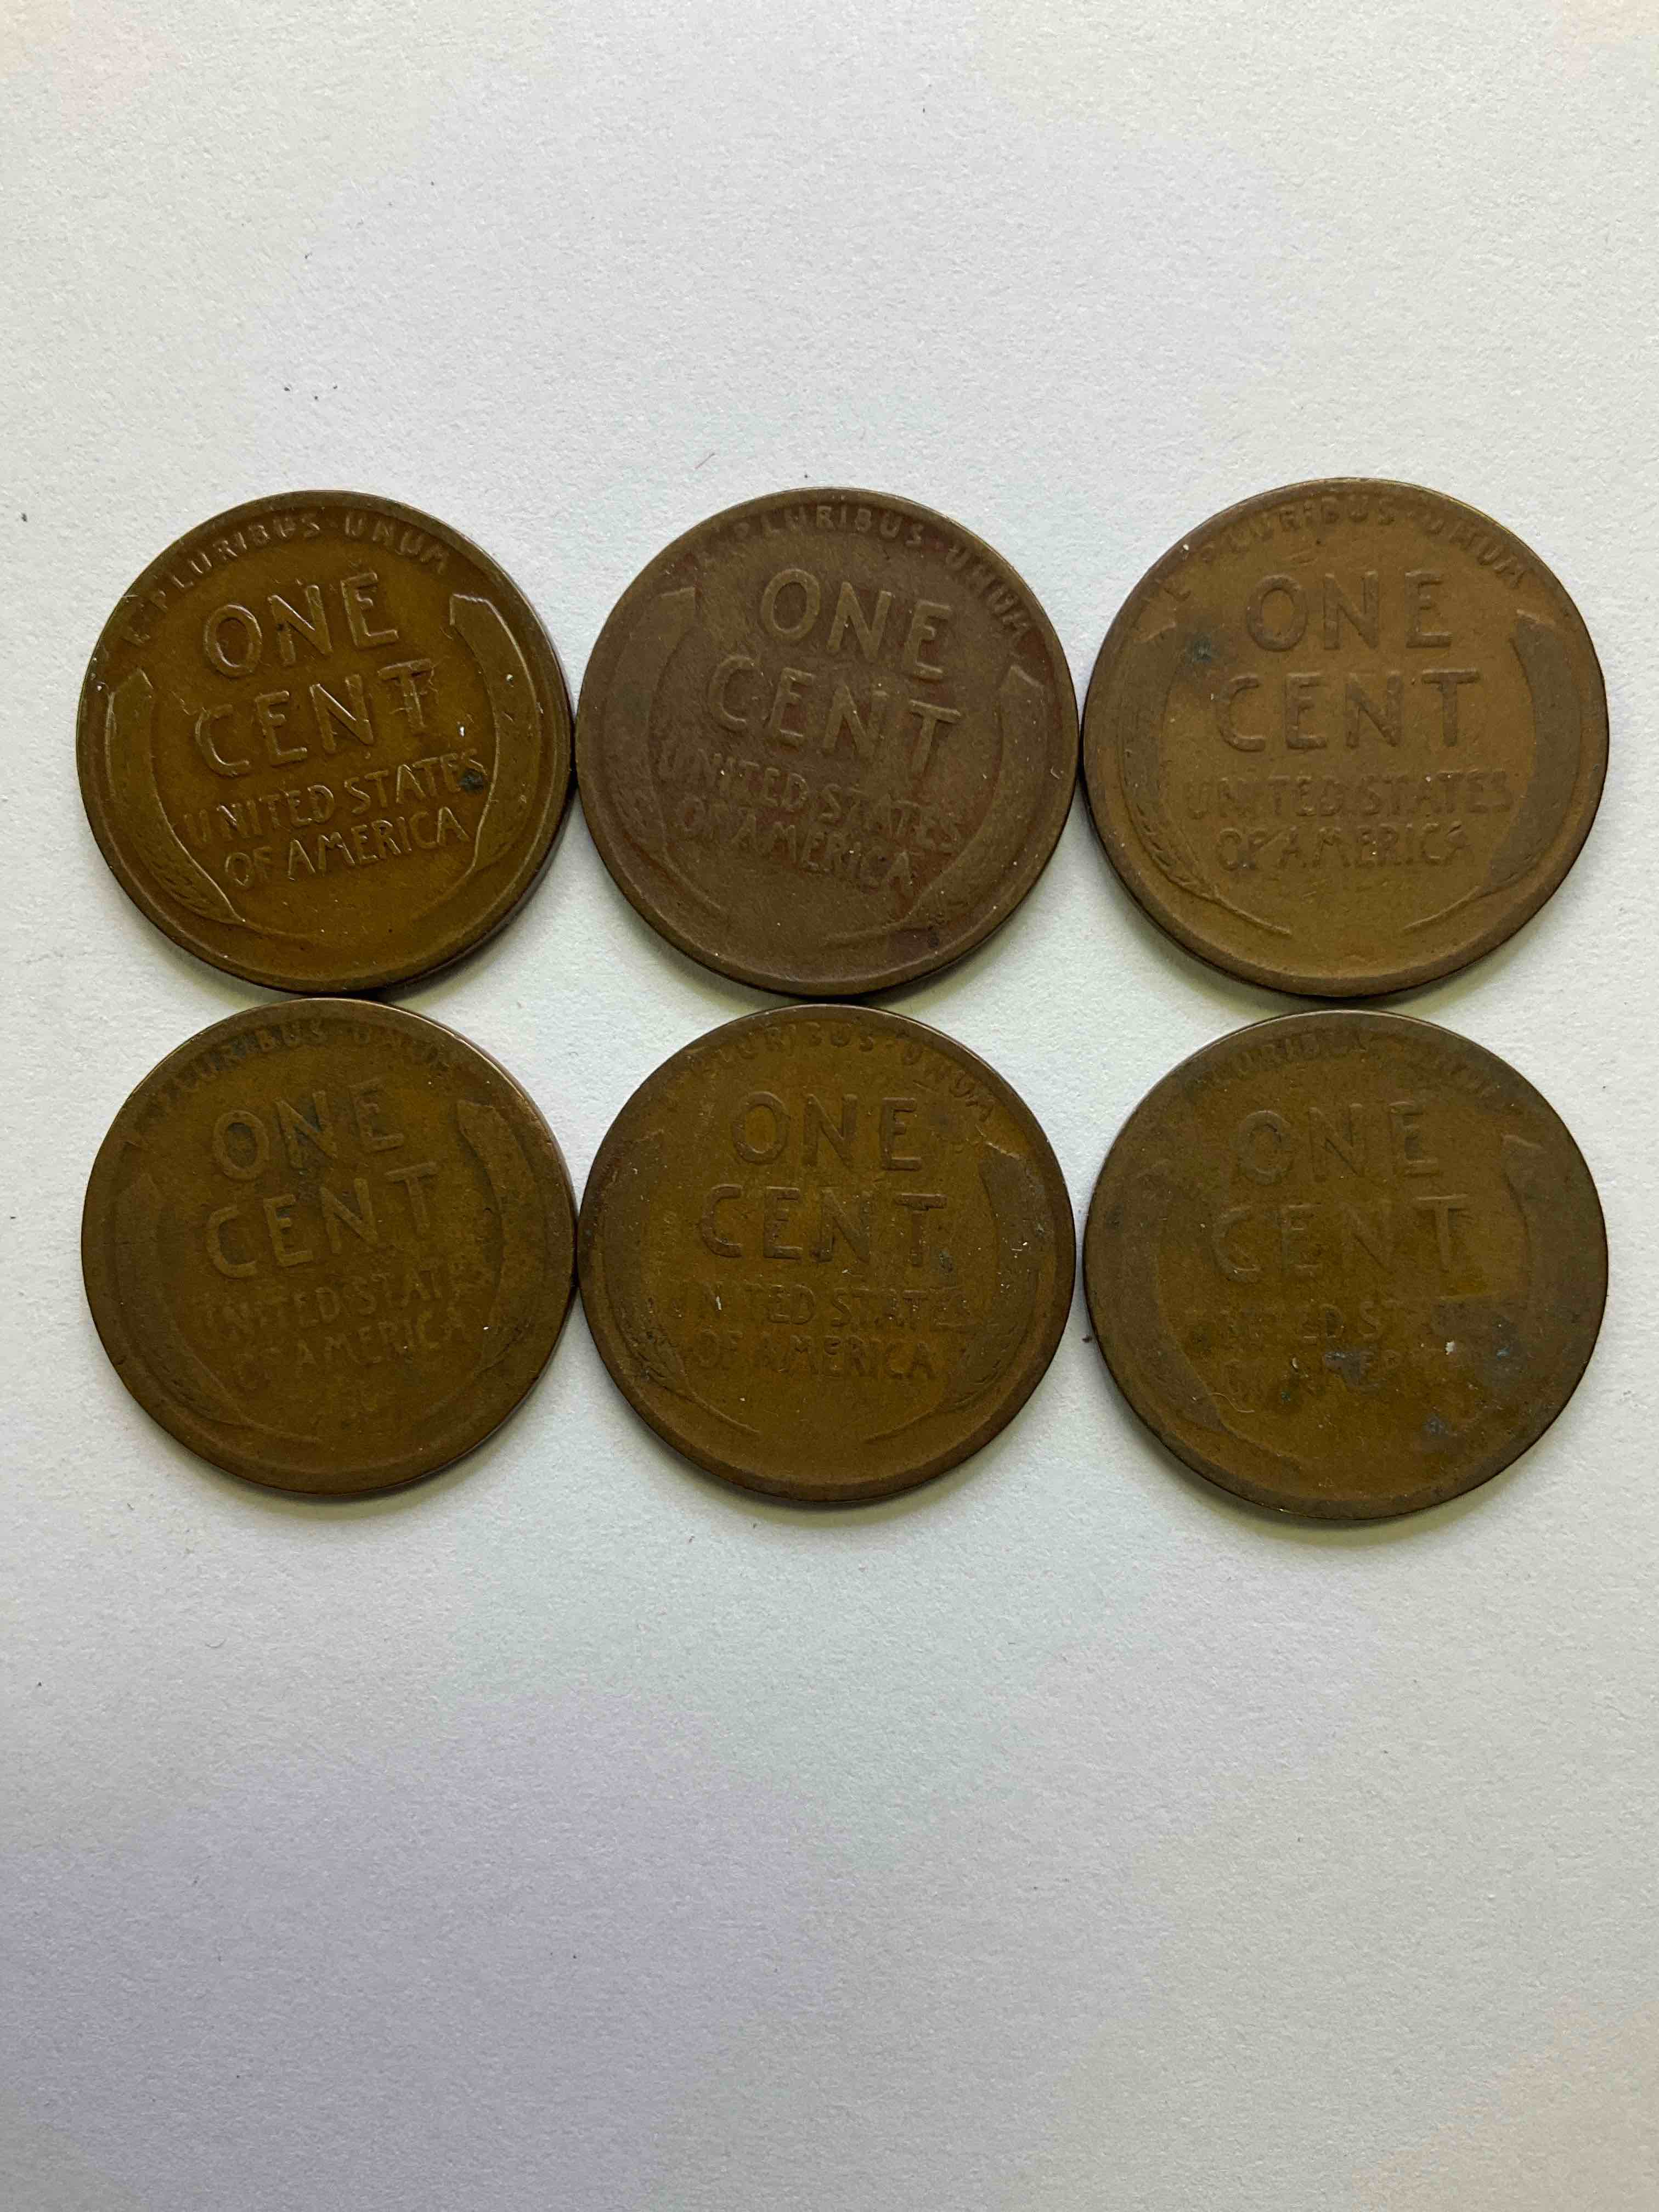 E·PLURIBUS·UNUM
ONE
CENT
UNITED STATES
OF AMERICA
E·PLURIBUS·UNUM
ONE
CENT
UNITED STATES
OF AMERICA
E·PLURIBUS·UNUM
ONE
CENT
UNITED STATES
OF AMERICA
PLURIBUS
ONE
CENT
UNITED STATES
OF AMERICA
PLURIBUS·UNUM
ONE
CENT
UNITED STATES
OF AMERICA
ONE
CENT